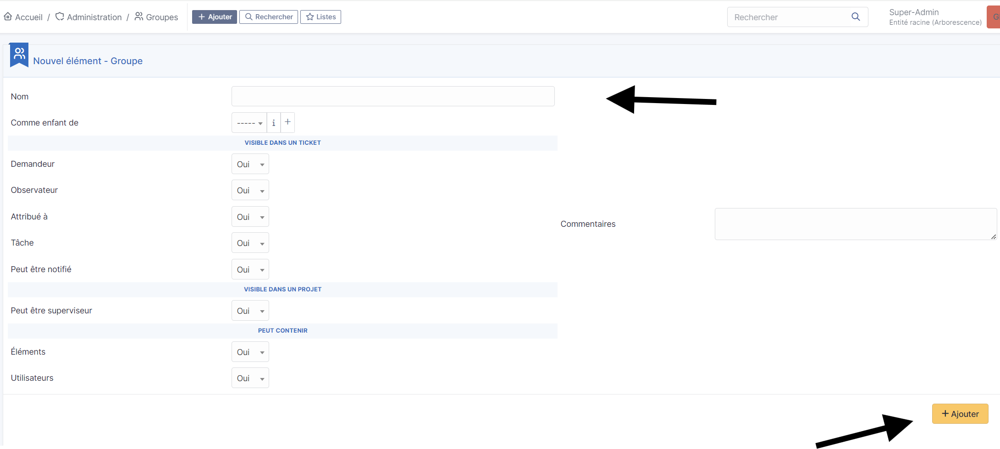 Accueil / Administration / Groupes + Ajouter Rechercher Listes Rechercher Super-Admin
Entité racine (Arborescence) G
Nouvel élément - Groupe
Nom
Comme enfant de ----- i +
VISIBLE DANS UN TICKET
Demandeur Oui
Observateur Oui
Attribué à Oui
Commentaires
Tâche Oui
Peut être notifié Oui
VISIBLE DANS UN PROJET
Peut être superviseur Oui
PEUT CONTENIR
Éléments Oui
Utilisateurs Oui
+ Ajouter